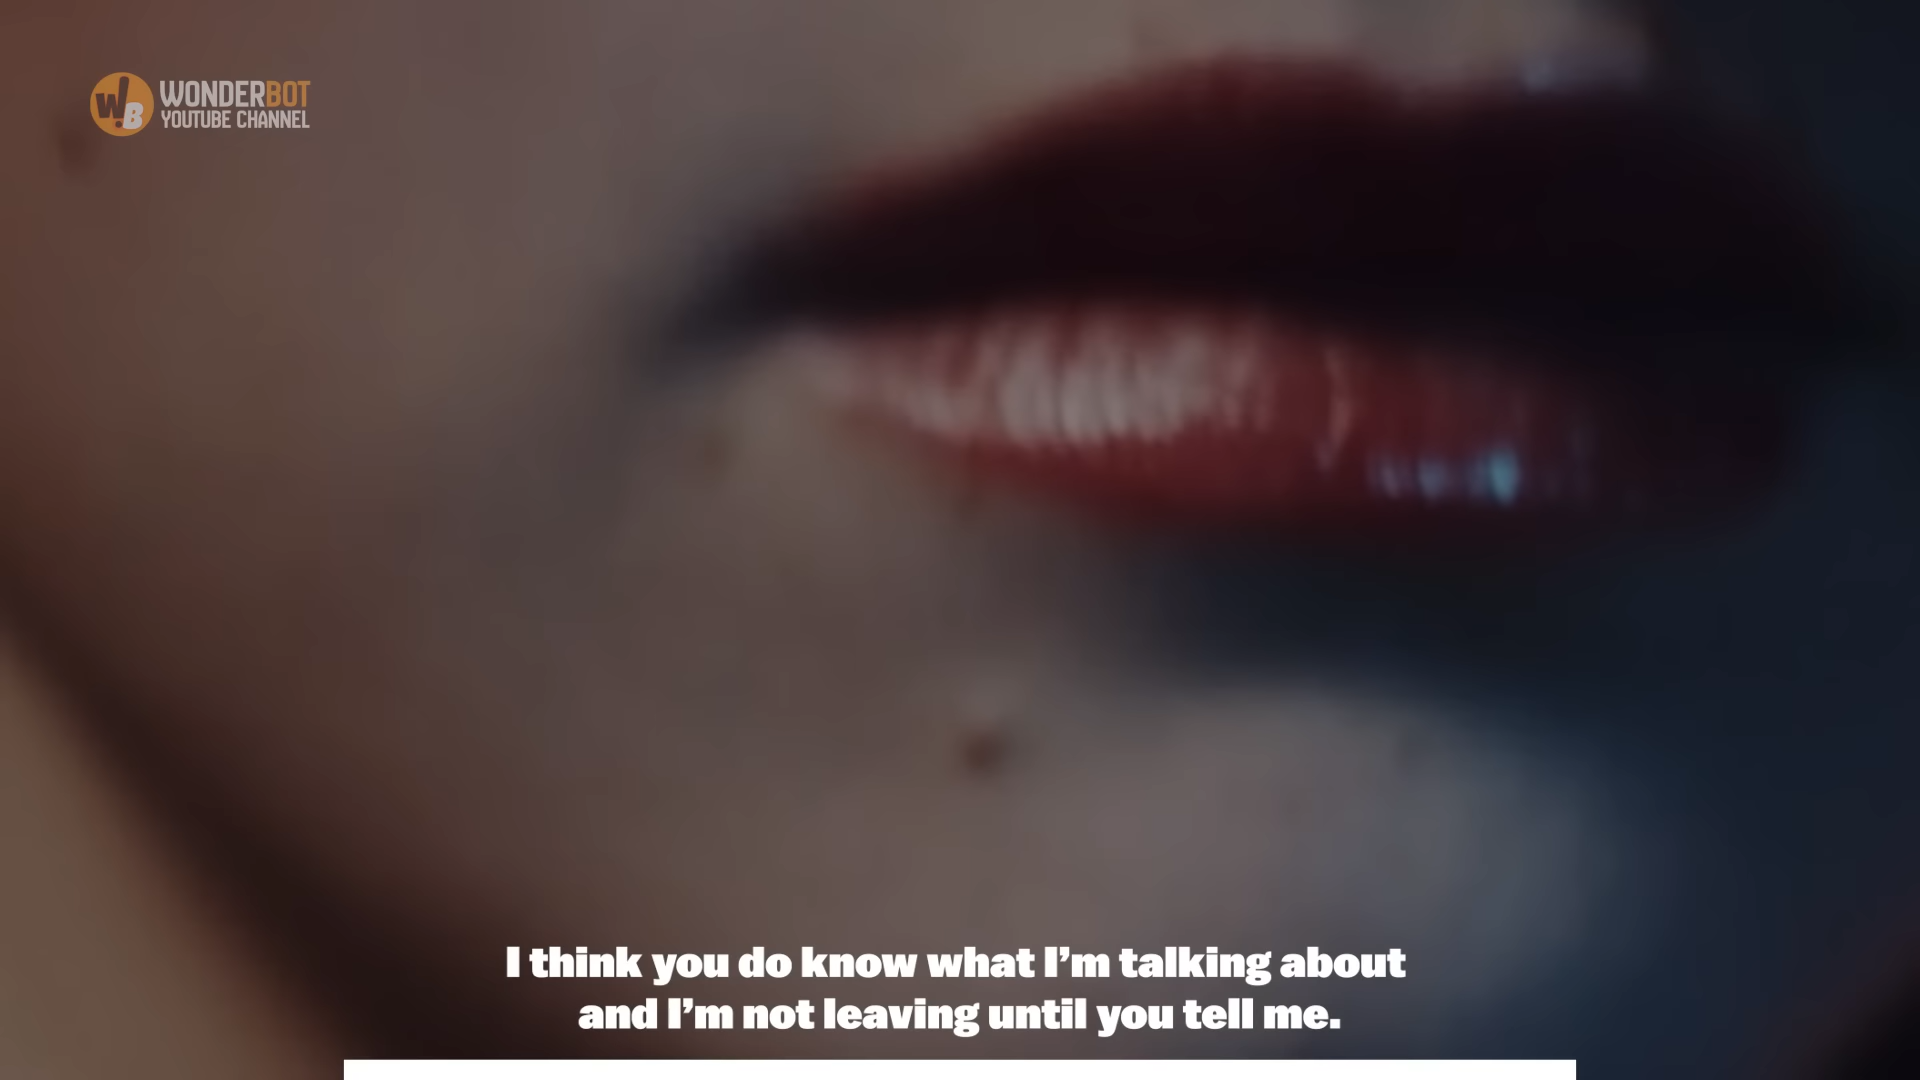 WONDERBOT
YOUTUBE CHANNEL
I think you do know what I'm talking about
and I'm not leaving until you tell me.